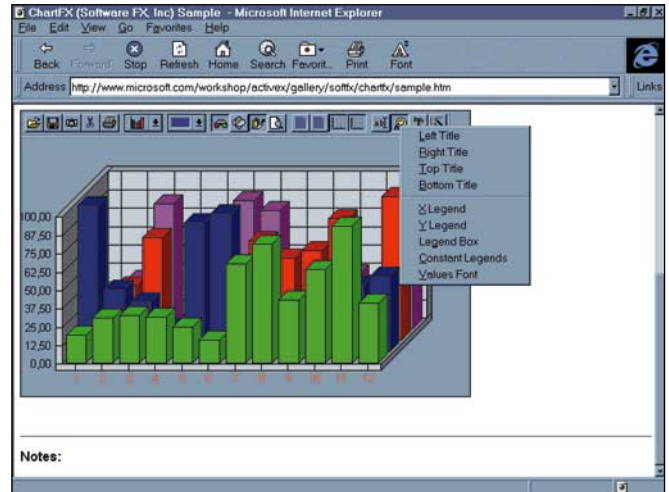 ChartFX (Software FX, Inc) Sample - Microsoft Internet Explorer
File Edit View Go Favorites Help
Back Forward Stop Refresh Home Search Favorit.. Print Font
Address http://www.microsoft.com/workshop/activex/gallery/softfx/chartfx/sample.htm Links
Left Title
Right Title
Top Title
Bottom Title
X Legend
Y Legend
Legend Box
Constant Legends
Values Font
100,00
87,50
75,00
62,50
50,00
37,50
25,00
12,50
0,00
1 2 3 4 5 6 7 8 9 10 11 12
Notes: